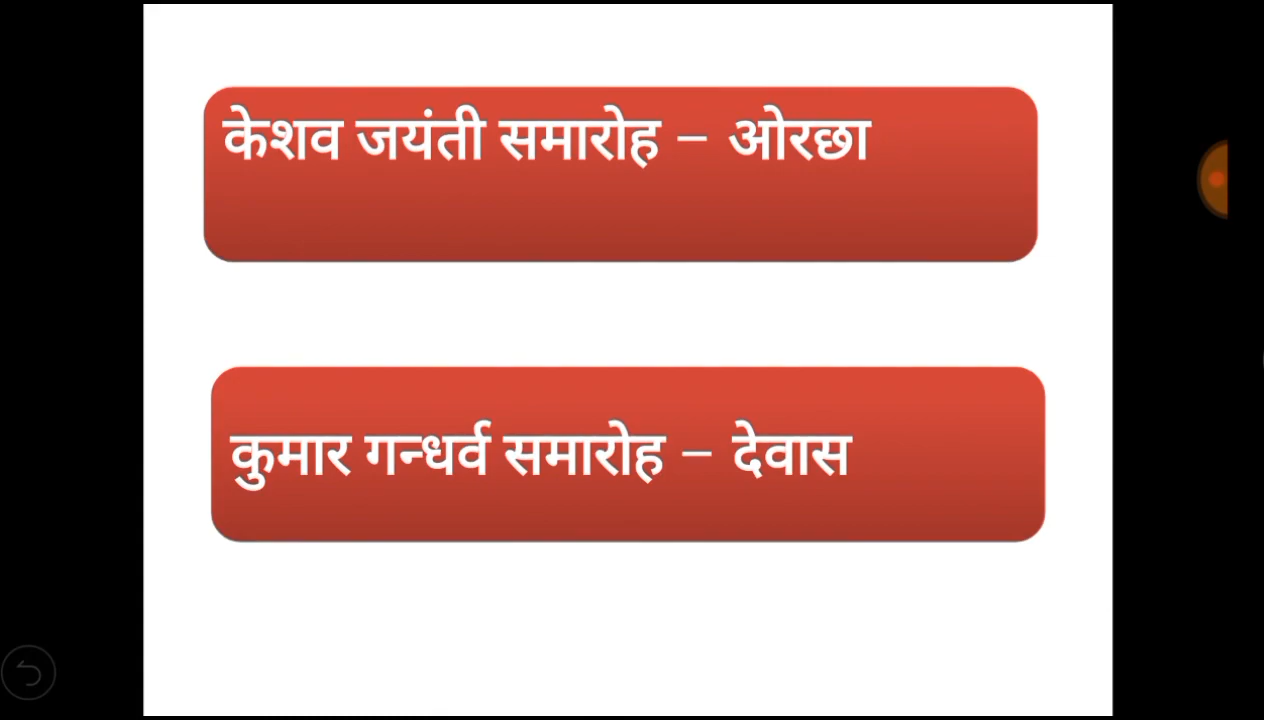 केशव जयंती समारोह – ओरछा
कुमार गन्धर्व समारोह – देवास